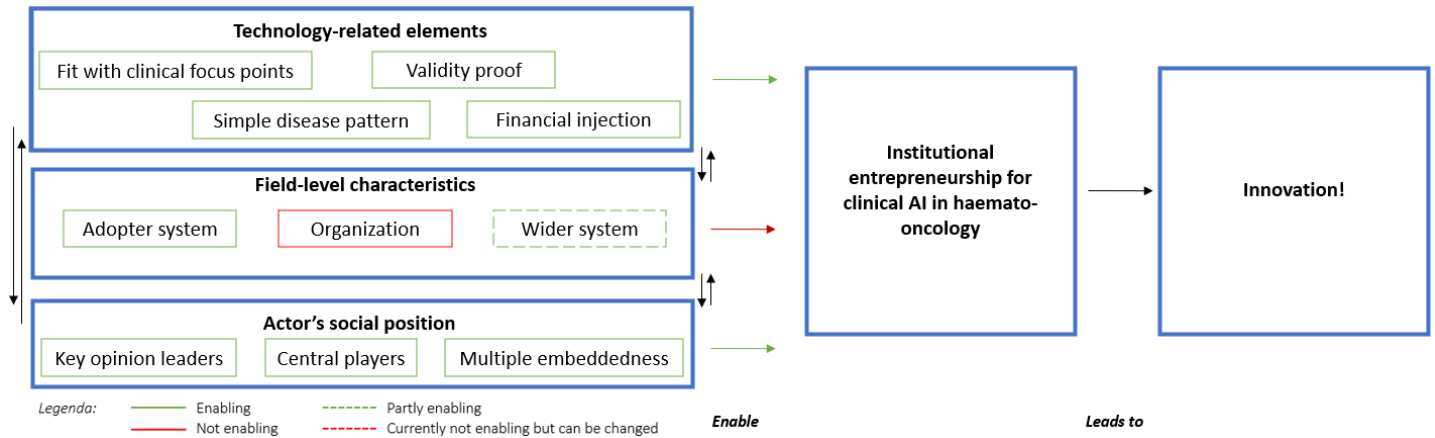 Technology-related elements
Fit with clinical focus points
Validity proof
Simple disease pattern
Financial injection
Field-level characteristics
Adopter system
Organization
Wider system
Actor's social position
Key opinion leaders
Central players
Multiple embeddedness
Institutional
entrepreneurship for
clinical AI in haemato-
oncology
Innovation!
Legenda:
Enabling
Partly enabling
Not enabling
Currently not enabling but can be changed
Enable
Leads to